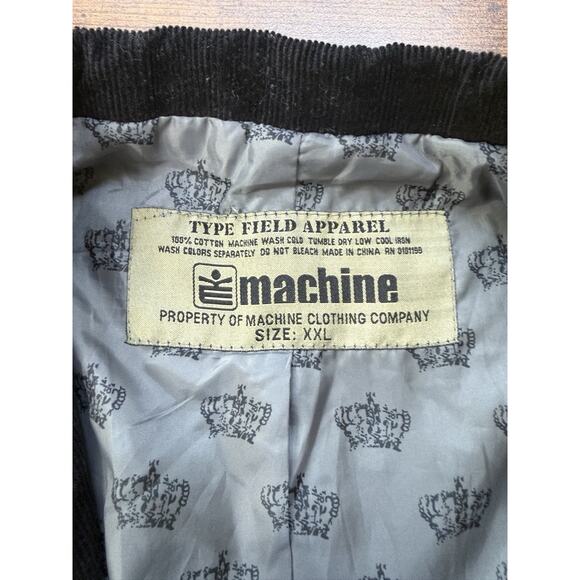 TYPE FIELD APPAREL
100% COTTON MACHINE WASH COLD TUMBLE DRY LOW COOL IRON
WASH COLORS SEPARATELY DO NOT BLEACH MADE IN CHINA RN 0101199
machine
PROPERTY OF MACHINE CLOTHING COMPANY
SIZE: XXL